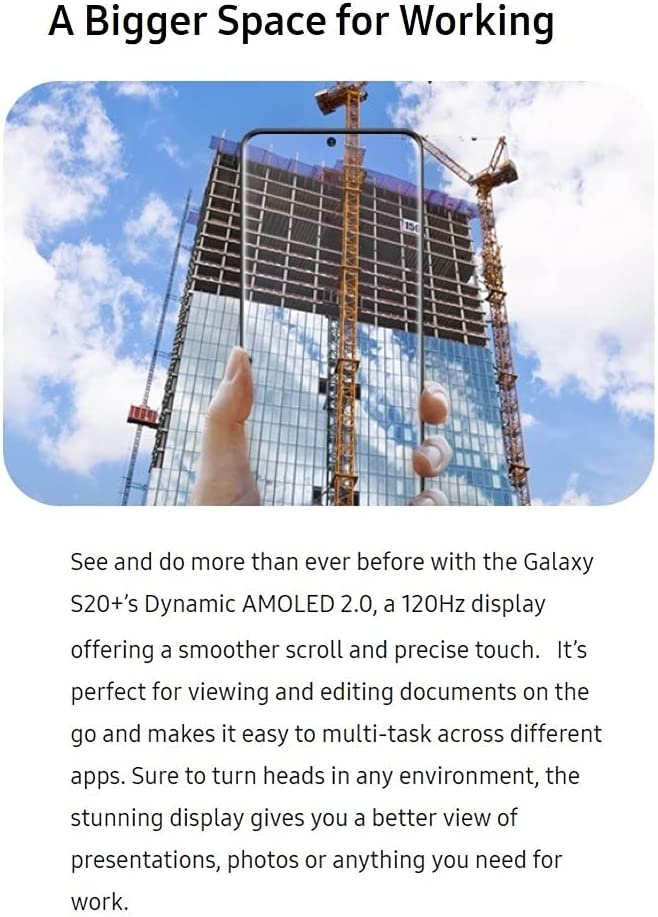 A Bigger Space for Working
150
See and do more than ever before with the Galaxy
S20+’s Dynamic AMOLED 2.0, a 120Hz display
offering a smoother scroll and precise touch.   It’s
perfect for viewing and editing documents on the
go and makes it easy to multi-task across different
apps. Sure to turn heads in any environment, the
stunning display gives you a better view of
presentations, photos or anything you need for
work.